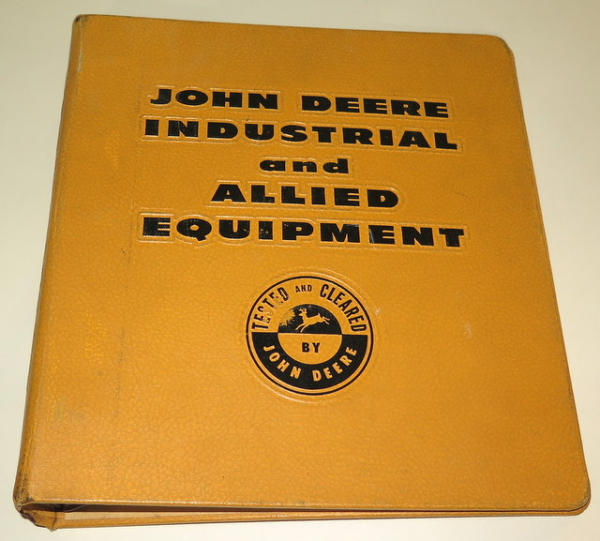 JOHN DEERE
INDUSTRIAL
and
ALLIED
EQUIPMENT
TESTED AND CLEARED
BY
JOHN DEERE